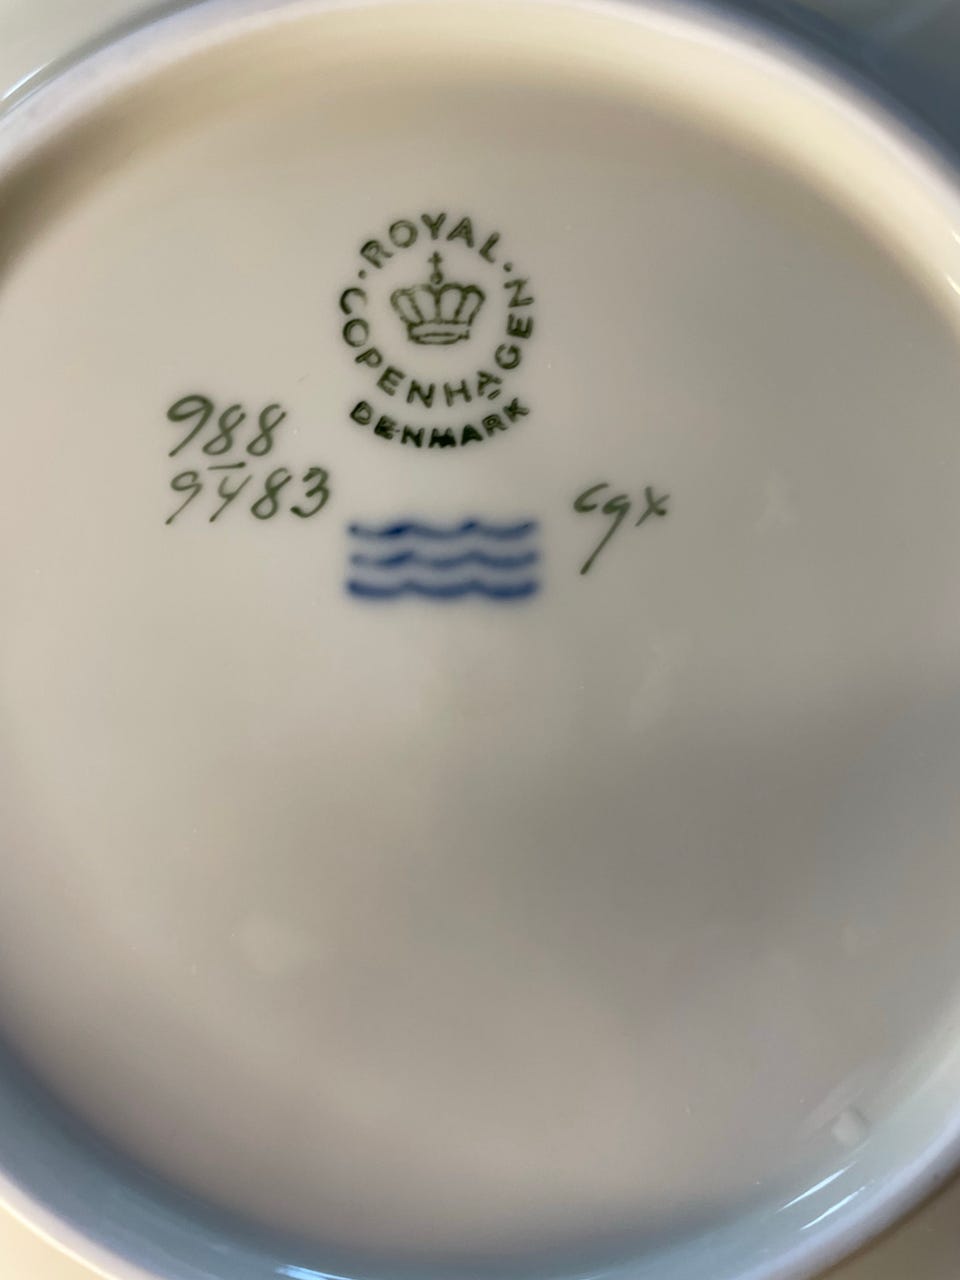 ROYAL
COPENHAGEN
DENMARK
988
9483
cgx